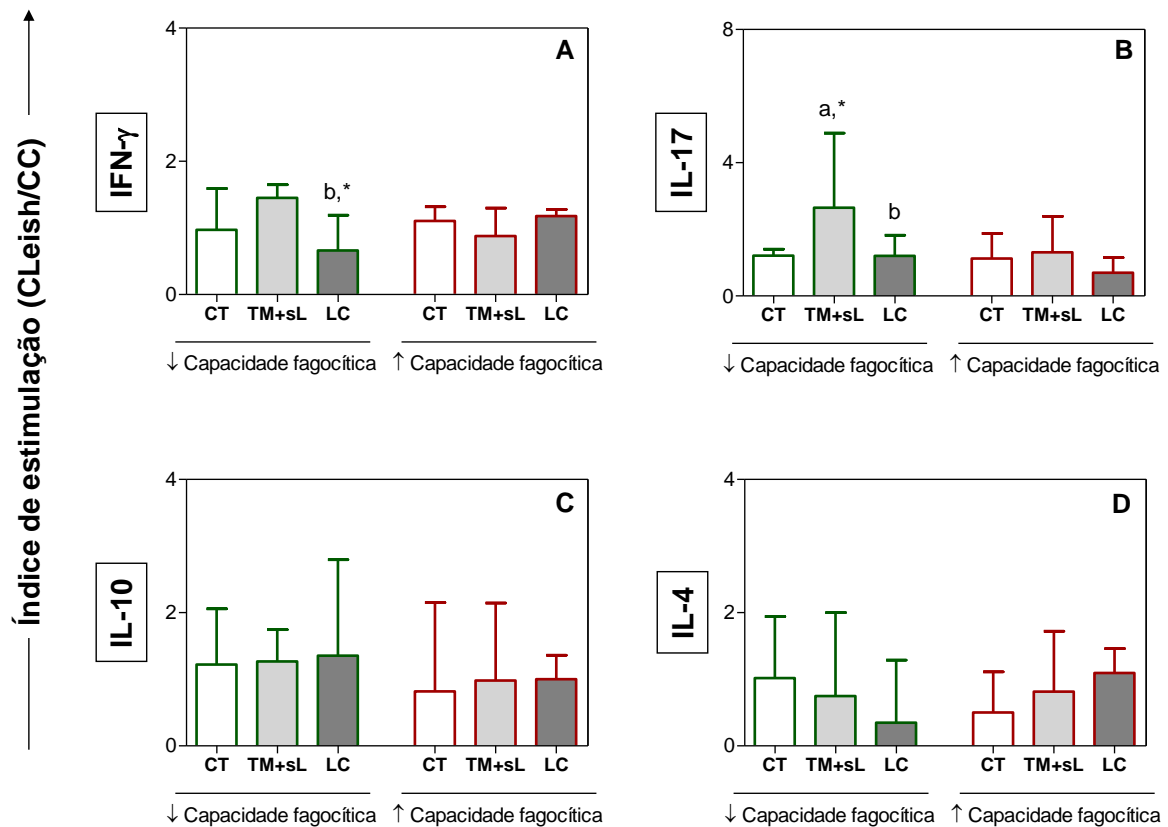 Índice de estimulação (CLeish/CC)
IFN-γ
A
4
2
0
b,*
CT TM+sL LC CT TM+sL LC
↓ Capacidade fagocítica ↑ Capacidade fagocítica
IL-17
B
8
4
0
a,*
b
CT TM+sL LC CT TM+sL LC
↓ Capacidade fagocítica ↑ Capacidade fagocítica
IL-10
C
4
2
0
CT TM+sL LC CT TM+sL LC
↓ Capacidade fagocítica ↑ Capacidade fagocítica
IL-4
D
4
2
0
CT TM+sL LC CT TM+sL LC
↓ Capacidade fagocítica ↑ Capacidade fagocítica